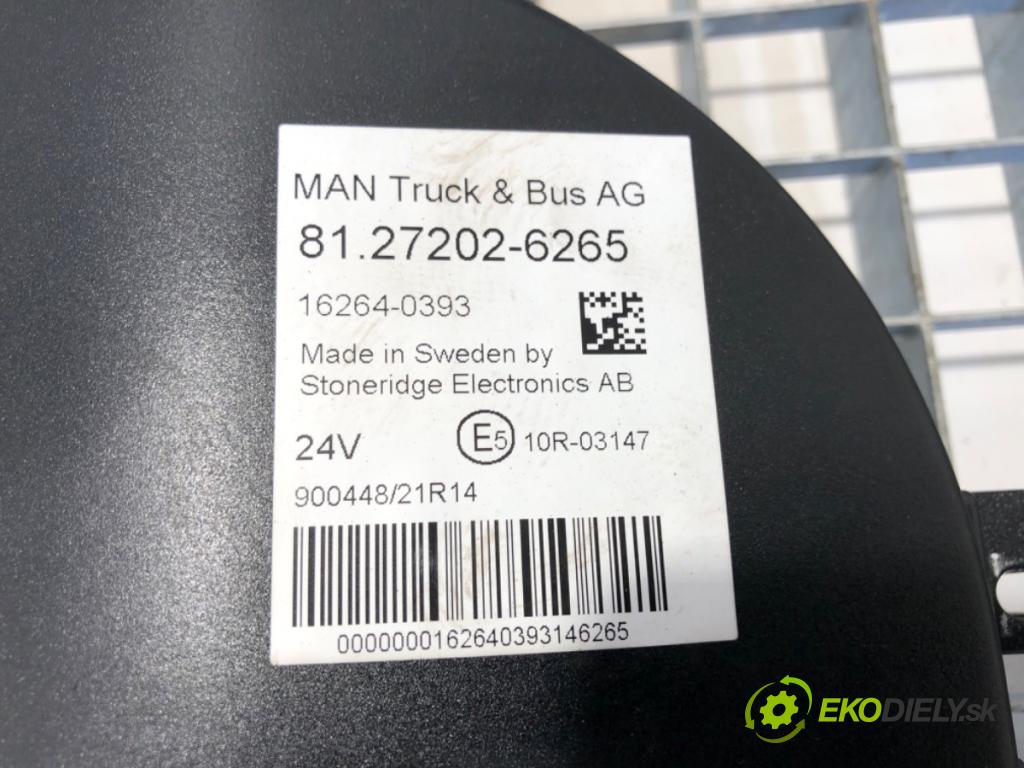 MAN Truck & Bus AG
81.27202-6265
16264-0393
Made in Sweden by
Stoneridge Electronics AB
24V E5 10R-03147
900448/21R14
0000000162640393146265
EKODIELY.sk